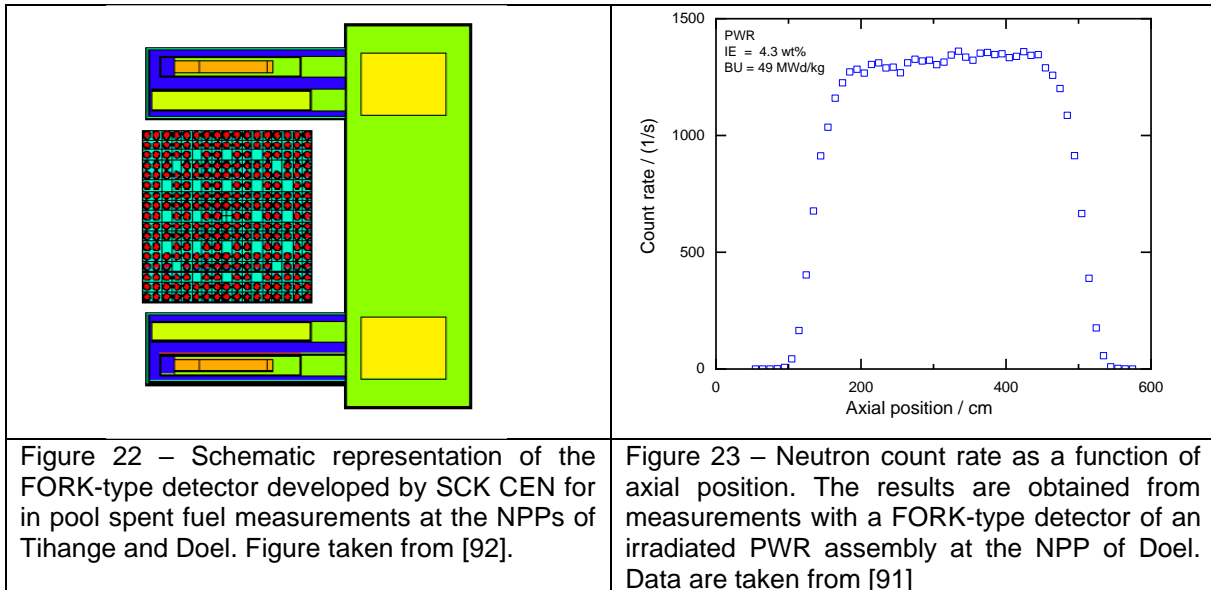 1500
1000
500
0
0
200
400
600
Count rate / (1/s)
Axial position / cm
PWR
IE = 4.3 wt%
BU = 49 MWd/kg
Figure 22 – Schematic representation of the
FORK-type detector developed by SCK CEN for
in pool spent fuel measurements at the NPPs of
Tihange and Doel. Figure taken from [92].
Figure 23 – Neutron count rate as a function of
axial position. The results are obtained from
measurements with a FORK-type detector of an
irradiated PWR assembly at the NPP of Doel.
Data are taken from [91]